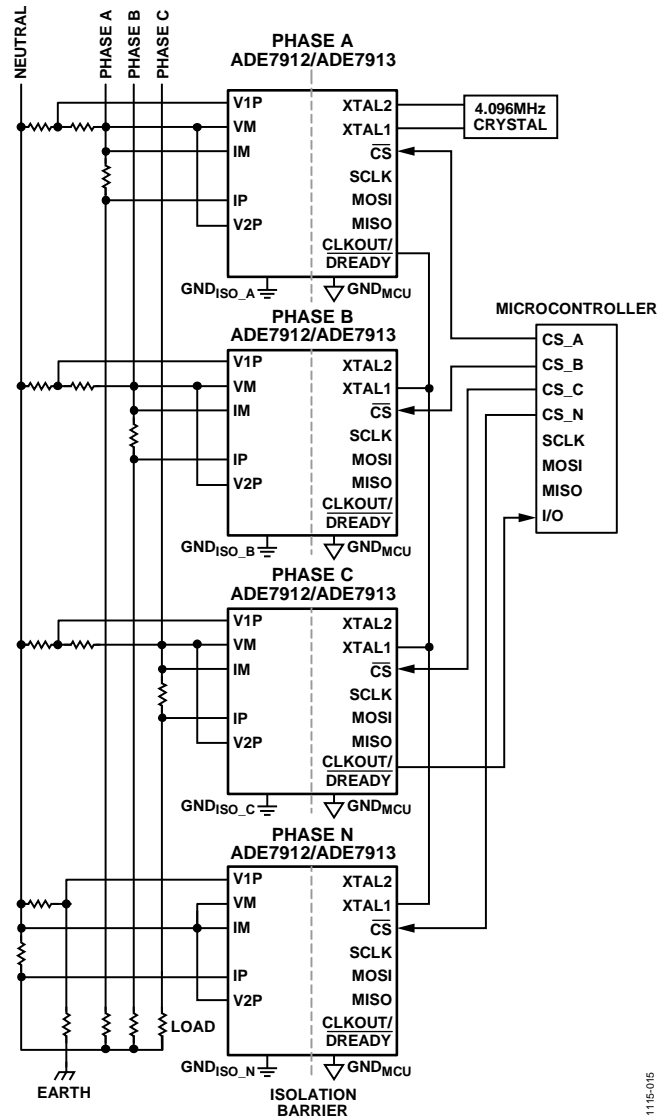 NEUTRAL
PHASE A
PHASE B
PHASE C
PHASE A
ADE7912/ADE7913
V1P
VM
IM
IP
V2P
XTAL2
XTAL1
CS
SCLK
MOSI
MISO
CLKOUT/
DREADY
4.096MHz
CRYSTAL
GNDISO_A
GNDMCU
MICROCONTROLLER
CS_A
CS_B
CS_C
CS_N
SCLK
MOSI
MISO
I/O
PHASE B
ADE7912/ADE7913
V1P
VM
IM
IP
V2P
XTAL2
XTAL1
CS
SCLK
MOSI
MISO
CLKOUT/
DREADY
GNDISO_B
GNDMCU
PHASE C
ADE7912/ADE7913
V1P
VM
IM
IP
V2P
XTAL2
XTAL1
CS
SCLK
MOSI
MISO
CLKOUT/
DREADY
GNDISO_C
GNDMCU
PHASE N
ADE7912/ADE7913
V1P
VM
IM
IP
V2P
XTAL2
XTAL1
CS
SCLK
MOSI
MISO
CLKOUT/
DREADY
LOAD
GNDISO_N
GNDMCU
EARTH
ISOLATION
BARRIER
1115-015